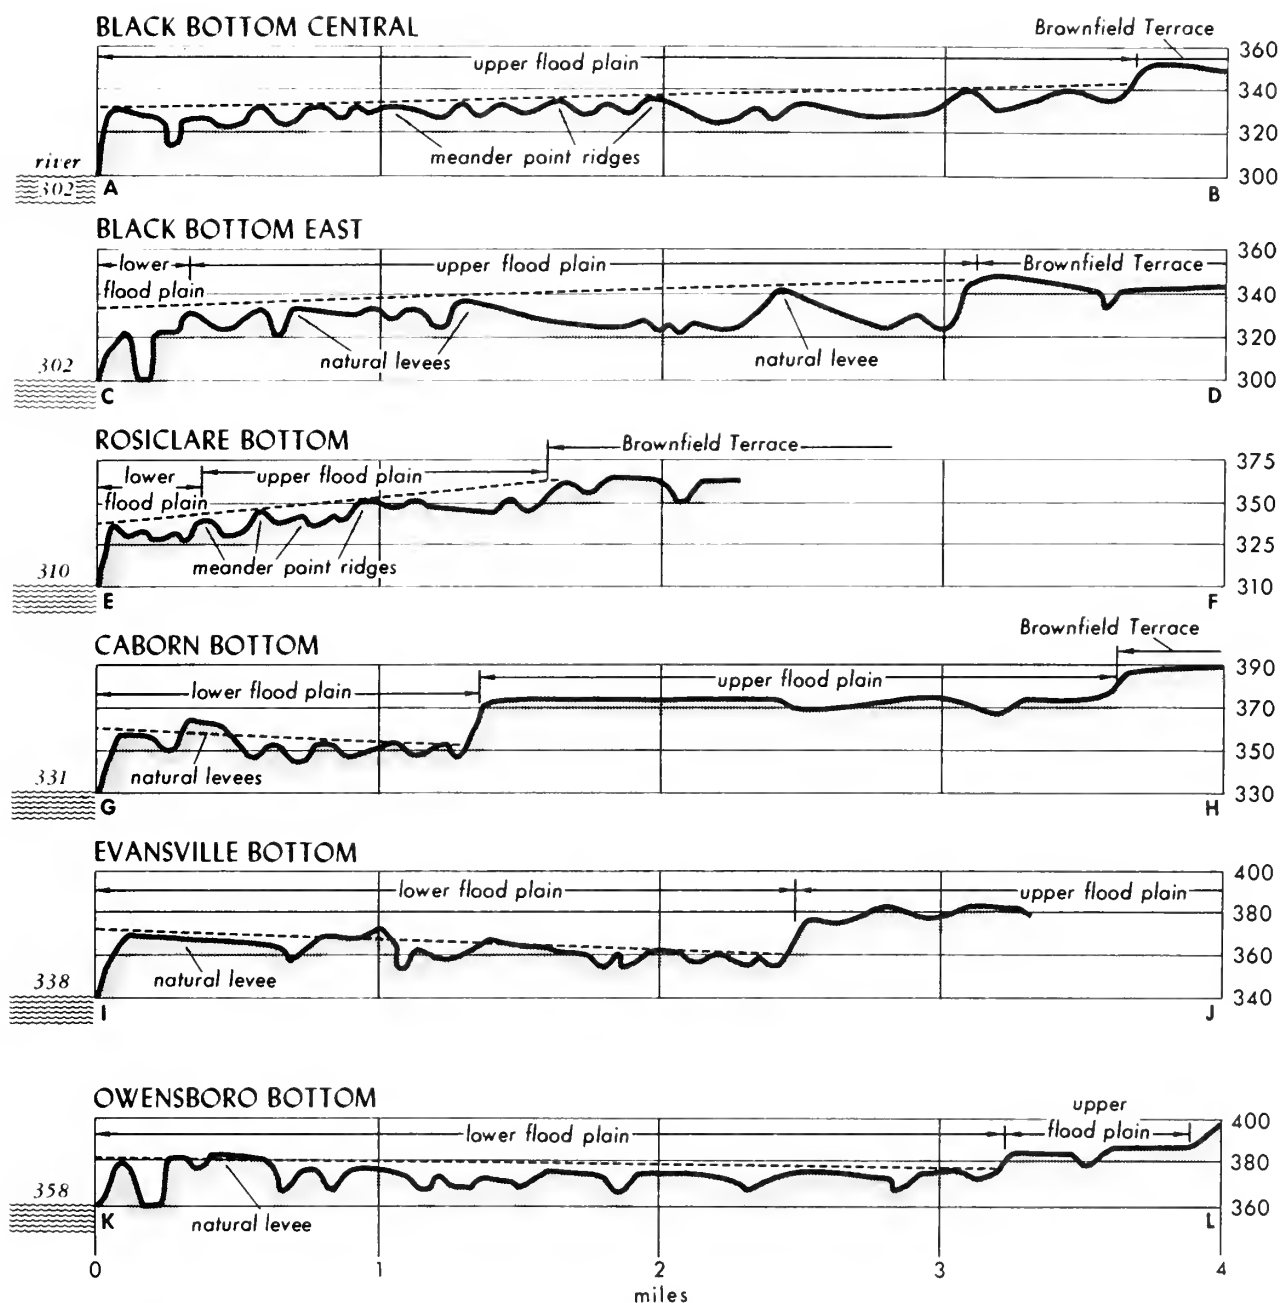 BLACK BOTTOM CENTRAL
Brownfield Terrace
upper flood plain
360
340
320
300
meander point ridges
river
302
A
B
BLACK BOTTOM EAST
lower
flood plain
upper flood plain
Brownfield Terrace
360
340
320
300
natural levees
natural levee
302
C
D
ROSICLARE BOTTOM
lower
flood plain
upper flood plain
Brownfield Terrace
375
350
325
310
meander point ridges
310
E
F
CABORN BOTTOM
Brownfield Terrace
lower flood plain
upper flood plain
390
370
350
330
natural levees
331
G
H
EVANSVILLE BOTTOM
lower flood plain
upper flood plain
400
380
360
340
natural levee
338
I
J
OWENSBORO BOTTOM
lower flood plain
upper
flood plain
400
380
360
natural levee
358
K
L
0 1 2 3 4
miles